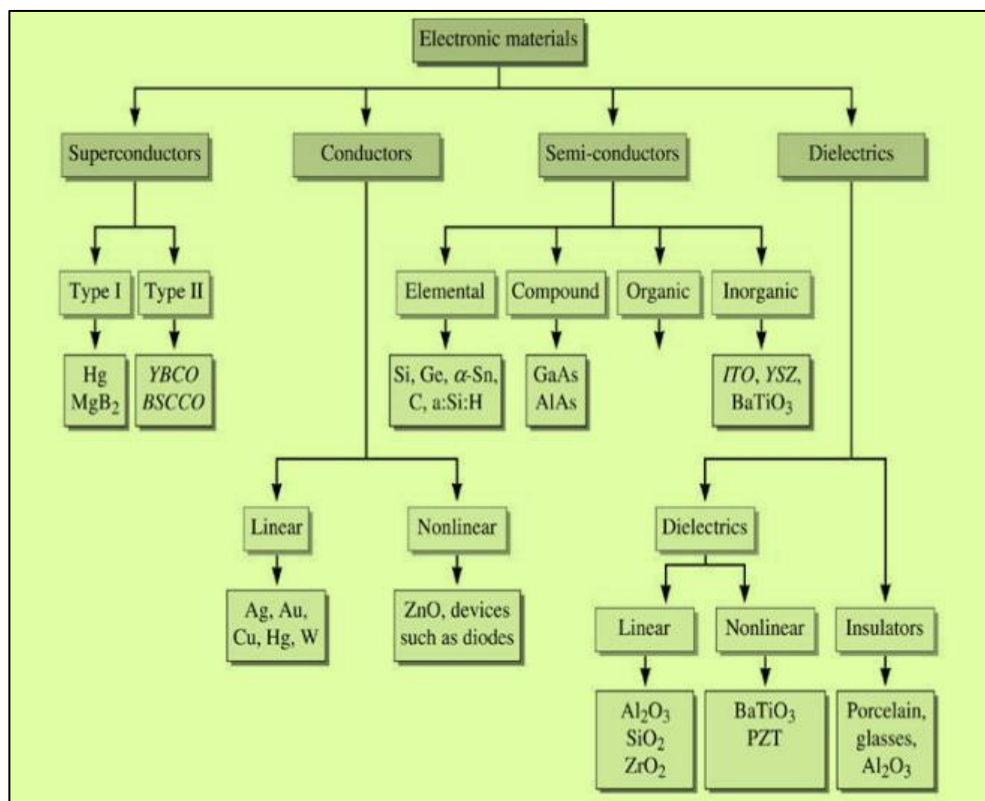 Electronic materials
Superconductors
Conductors
Semi-conductors
Dielectrics
Type I
Type II
Elemental
Compound
Organic
Inorganic
Hg
MgB₂
YBCO
BSCCO
Si, Ge, α-Sn,
C, a:Si:H
GaAs
AlAs
ITO, YSZ,
BaTiO₃
Linear
Nonlinear
Dielectrics
Ag, Au,
Cu, Hg, W
ZnO, devices
such as diodes
Linear
Nonlinear
Insulators
Al₂O₃
SiO₂
ZrO₂
BaTiO₃
PZT
Porcelain,
glasses,
Al₂O₃